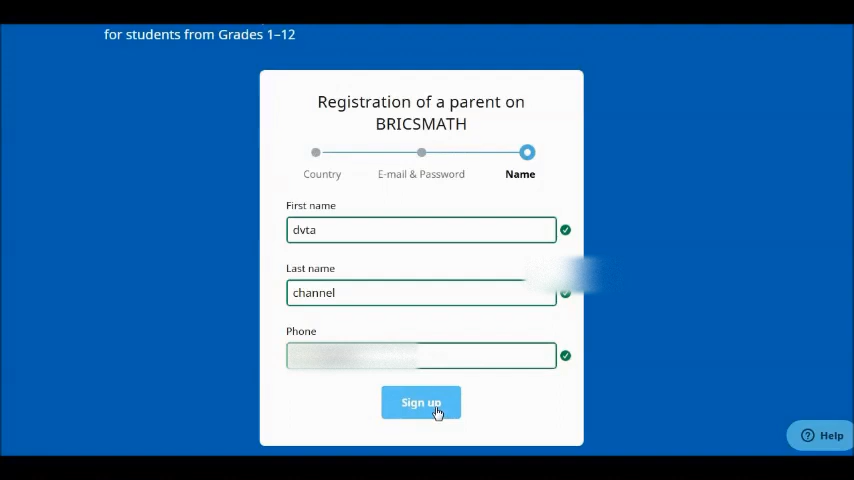 for students from Grades 1–12
Registration of a parent on
BRICSMATH
Country
E-mail & Password
Name
First name
dvta
Last name
channel
Phone
Sign up
Help